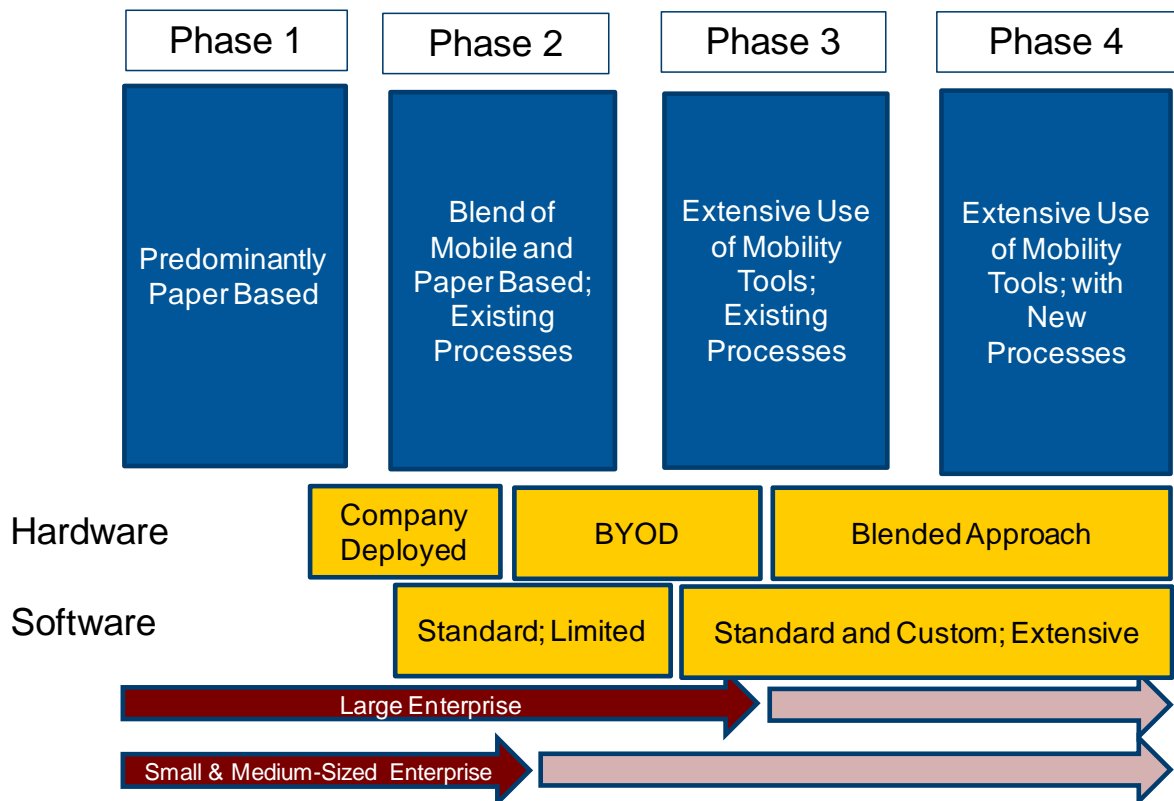 Phase 1
Phase 2
Phase 3
Phase 4
Predominantly
Paper Based
Blend of
Mobile and
Paper Based;
Existing
Processes
Extensive Use
of Mobility
Tools;
Existing
Processes
Extensive Use
of Mobility
Tools; with
New
Processes
Hardware
Company
Deployed
BYOD
Blended Approach
Software
Standard; Limited
Standard and Custom; Extensive
Large Enterprise
Small & Medium-Sized Enterprise